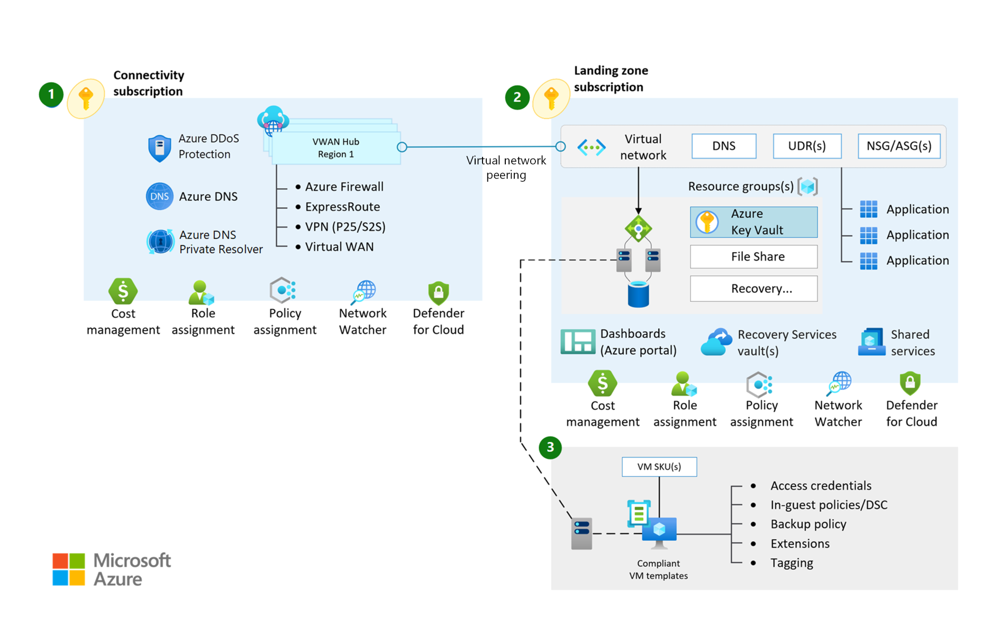 1
Connectivity
subscription
Azure DDoS
Protection
DNS
Azure DNS
Azure DNS
Private Resolver
VWAN Hub
Region 1
• Azure Firewall
• ExpressRoute
• VPN (P25/S2S)
• Virtual WAN
Cost
management
Role
assignment
Policy
assignment
Network
Watcher
Defender
for Cloud
Virtual network
peering
2
Landing zone
subscription
Virtual
network
DNS
UDR(s)
NSG/ASG(s)
Resource groups(s)
Azure
Key Vault
File Share
Recovery...
Application
Application
Application
Dashboards
(Azure portal)
Recovery Services
vault(s)
Shared
services
Cost
management
Role
assignment
Policy
assignment
Network
Watcher
Defender
for Cloud
3
VM SKU(s)
Compliant
VM templates
• Access credentials
• In-guest policies/DSC
• Backup policy
• Extensions
• Tagging
Microsoft
Azure